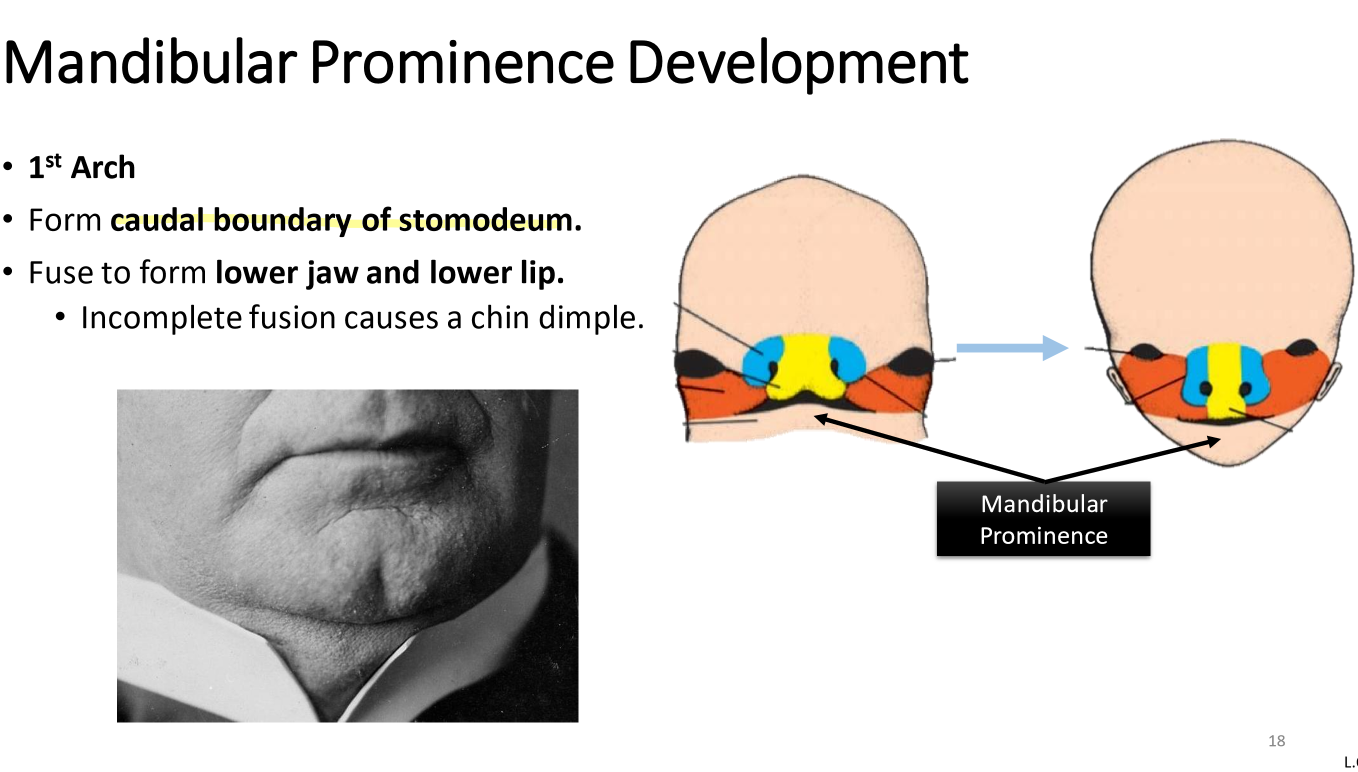 Mandibular Prominence Development
• 1st Arch
• Form caudal boundary of stomodeum.
• Fuse to form lower jaw and lower lip.
• Incomplete fusion causes a chin dimple.
Mandibular
Prominence
18